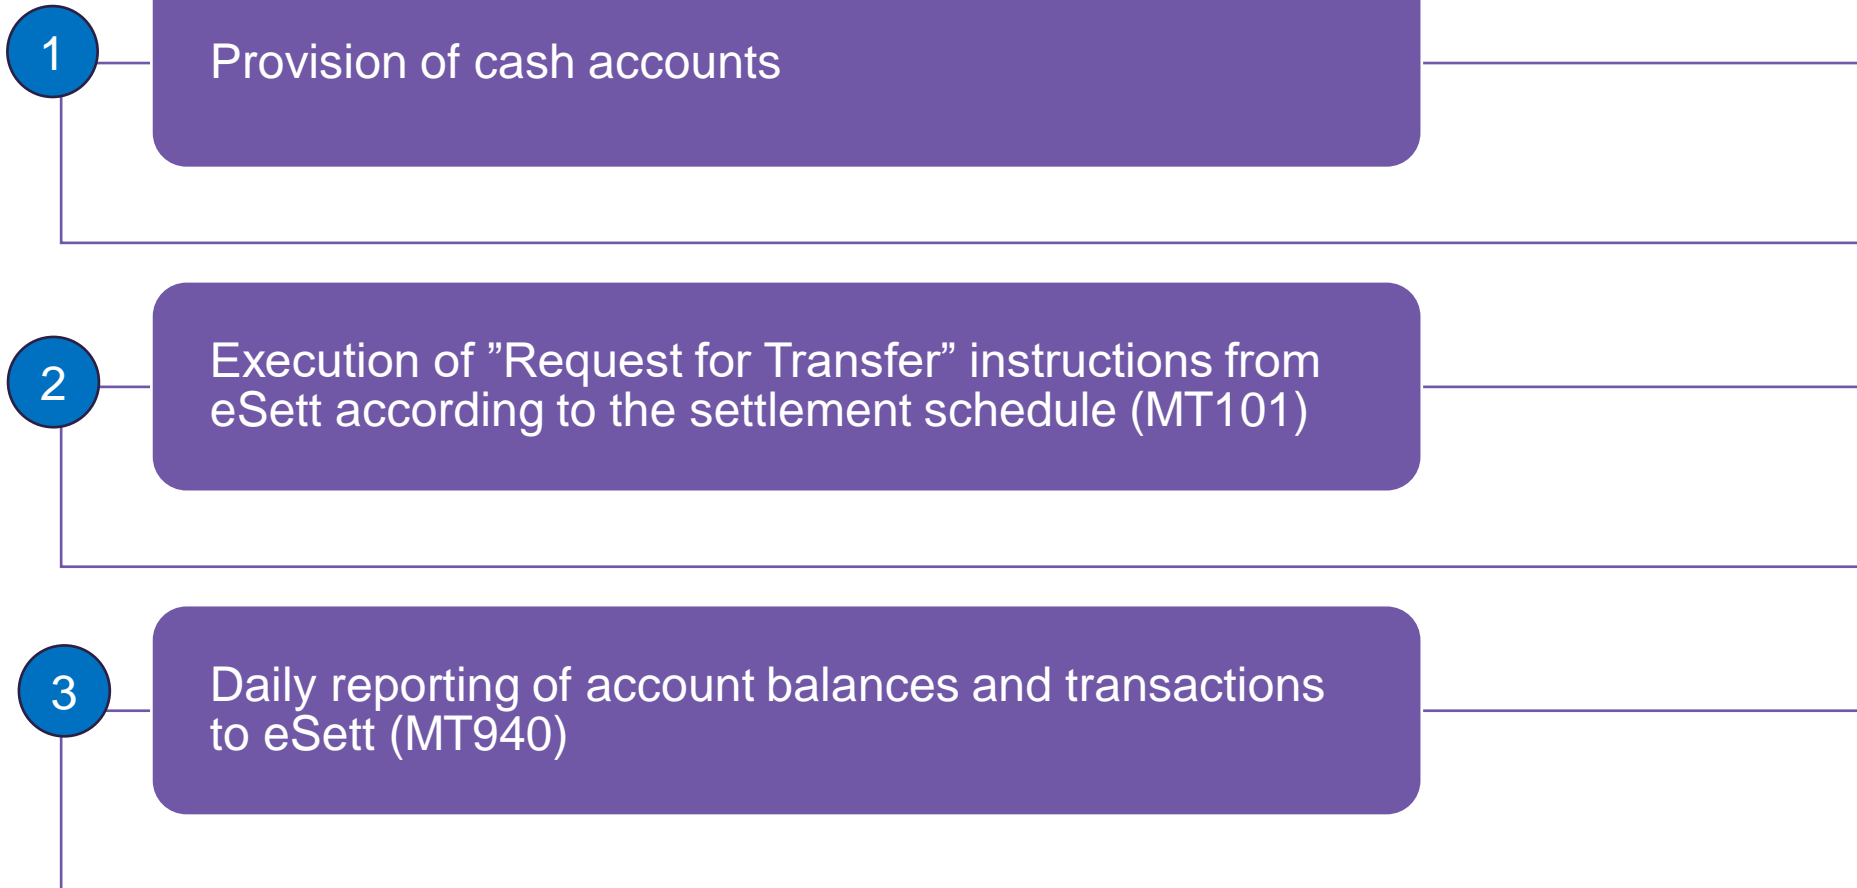 1
Provision of cash accounts
2
Execution of ”Request for Transfer” instructions from
eSett according to the settlement schedule (MT101)
3
Daily reporting of account balances and transactions
to eSett (MT940)